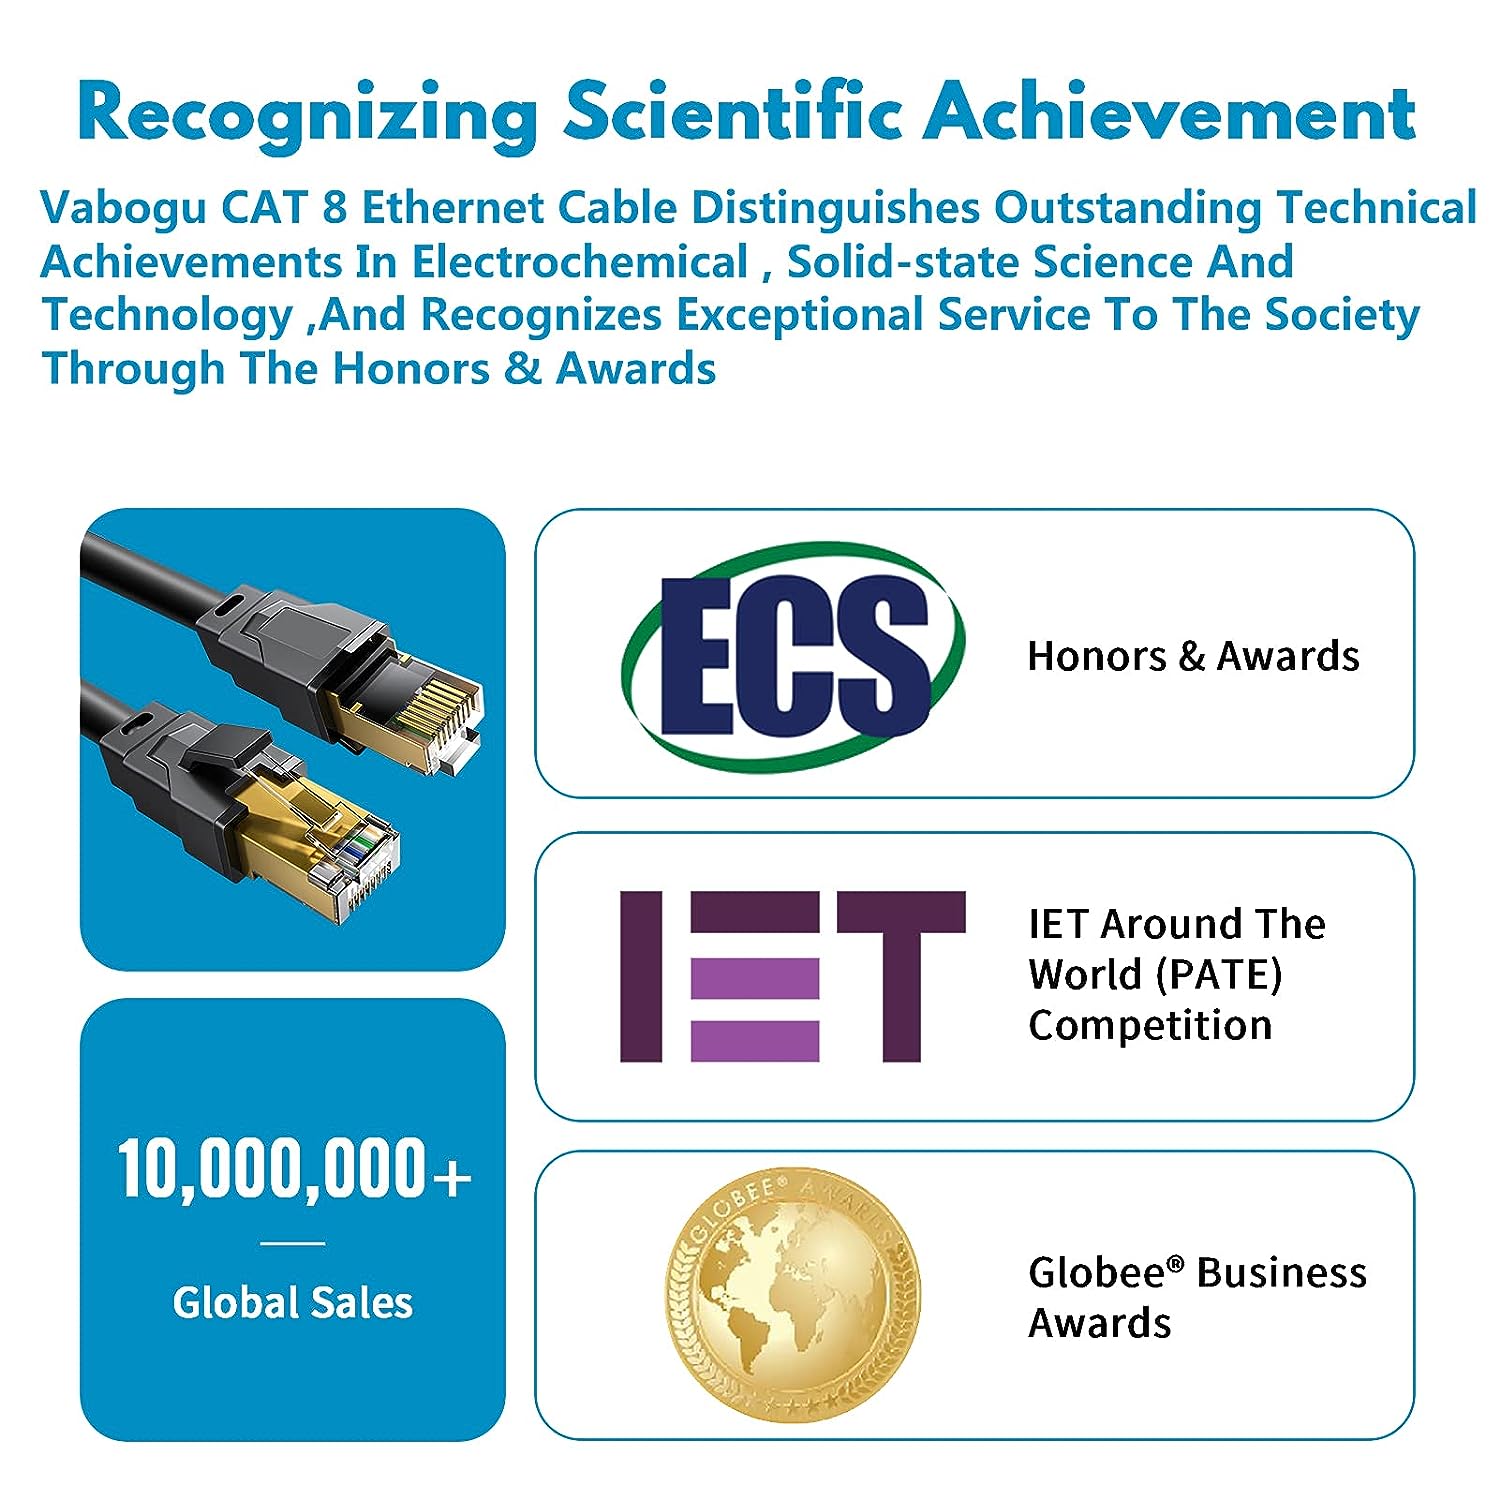 Recognizing Scientific Achievement
Vabogu CAT 8 Ethernet Cable Distinguishes Outstanding Technical
Achievements In Electrochemical , Solid-state Science And
Technology ,And Recognizes Exceptional Service To The Society
Through The Honors & Awards
ECS
Honors & Awards
IET
IET Around The
World (PATE)
Competition
10,000,000+
Global Sales
GLOBEE® AWARDS
Globee® Business
Awards